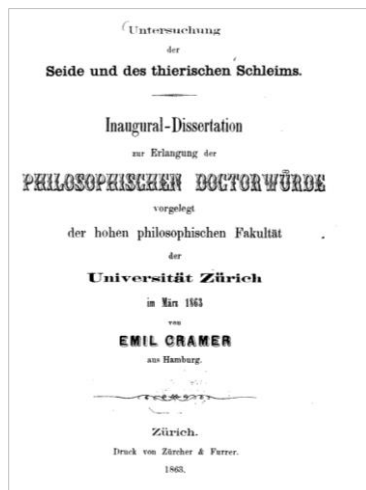 Untersuchung
der
Seide und des thierischen Schleims.
Inaugural-Dissertation
zur Erlangung der
PHILOSOPHISCHEN DOCTORWÜRDE
vorgelegt
der hohen philosophischen Fakultät
der
Universität Zürich
im März 1863
von
EMIL CRAMER
aus Hamburg.
Zürich.
Druck von Zürcher & Furrer.
1863.